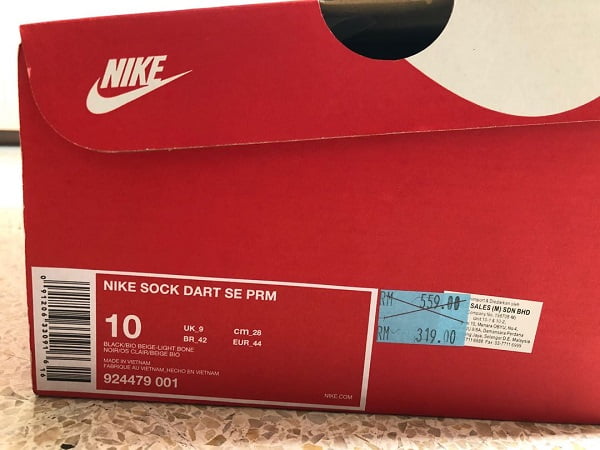 NIKE
NIKE SOCK DART SE PRM
10
UK_9
cm_28
BR_42
EUR_44
BLACK/BIO BEIGE-LIGHT BONE
NOIR/OS CLAIR/BEIGE BIO
MADE IN VIETNAM
FABRIQUÉ AU VIETNAM_HECHO EN VIETNAM
924479 001
NIKE.COM
RM 559.00
RM 319.00
SALES (M) SDN BHD